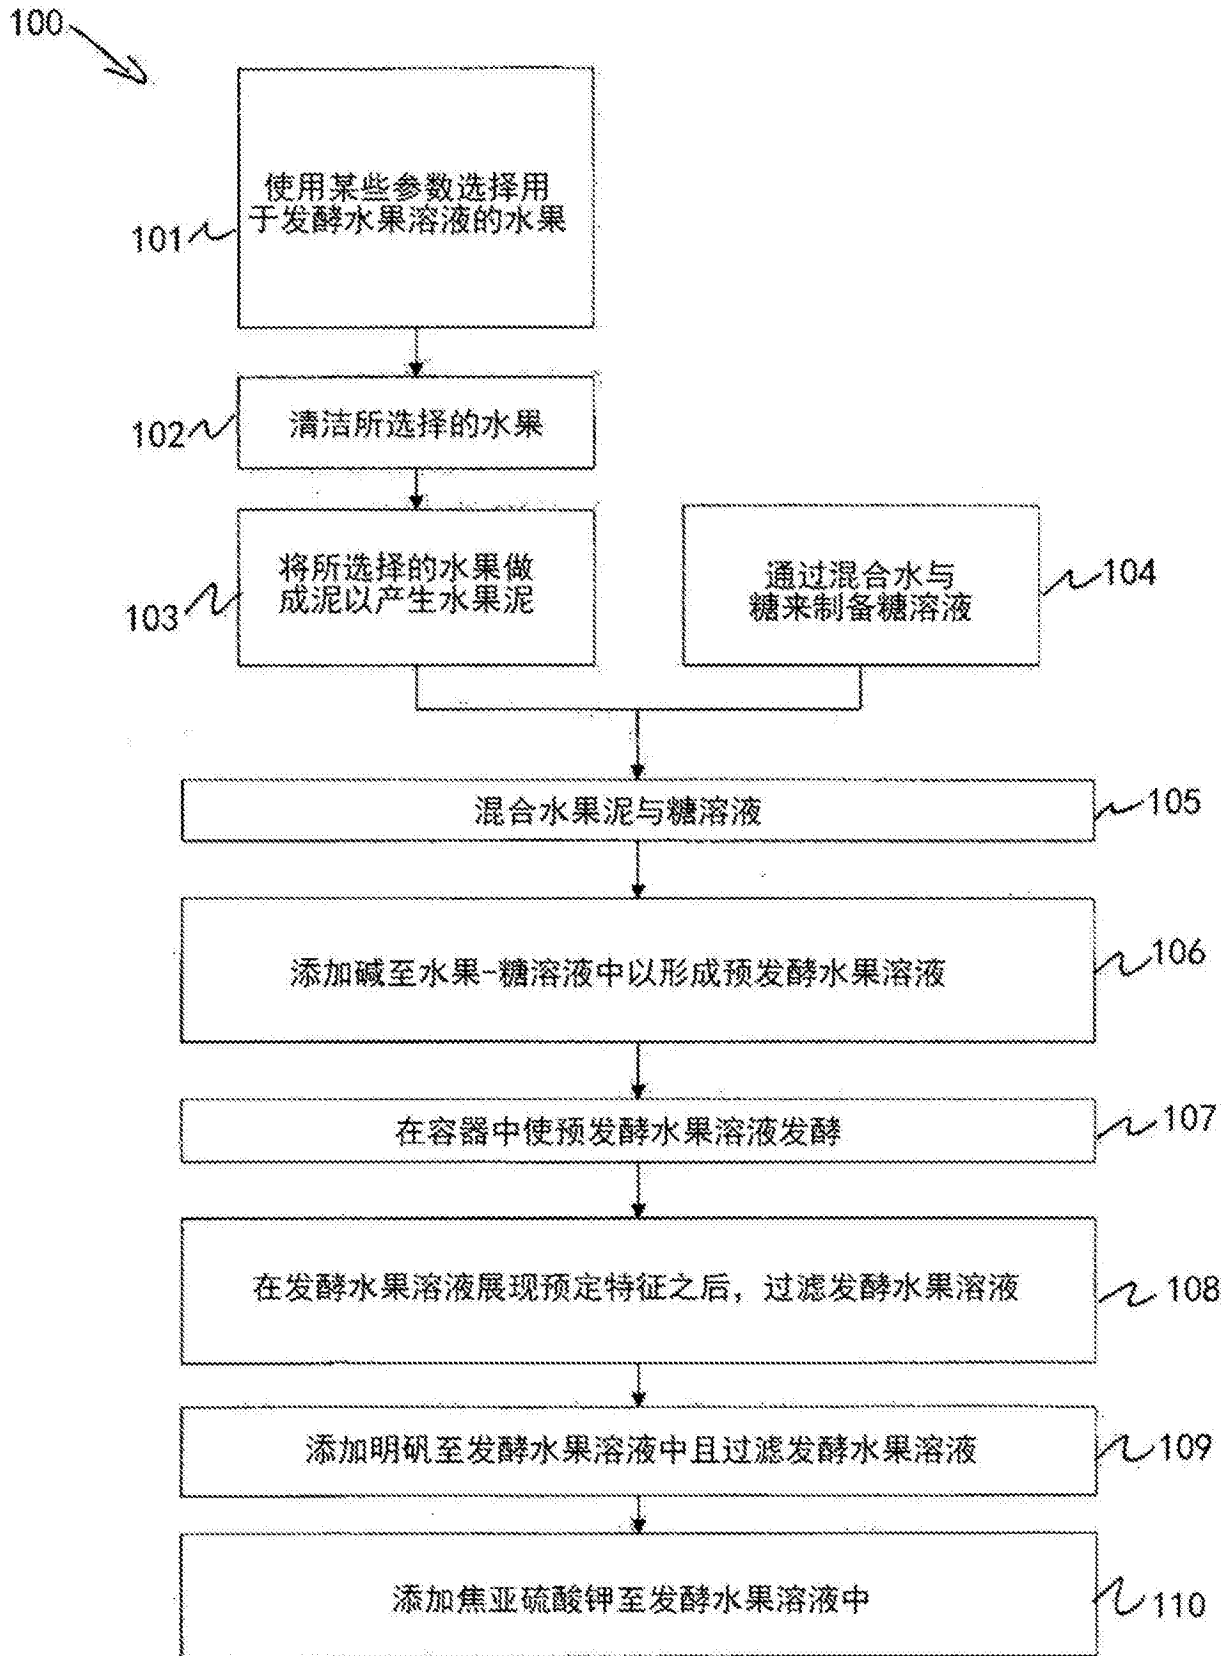 100
使用某些参数选择用
于发酵水果溶液的水果
101
清洁所选择的水果
102
将所选择的水果做
成泥以产生水果泥
103
通过混合水与
糖来制备糖溶液
104
混合水果泥与糖溶液
105
添加碱至水果-糖溶液中以形成预发酵水果溶液
106
在容器中使预发酵水果溶液发酵
107
在发酵水果溶液展现预定特征之后，过滤发酵水果溶液
108
添加明矾至发酵水果溶液中且过滤发酵水果溶液
109
添加焦亚硫酸钾至发酵水果溶液中
110